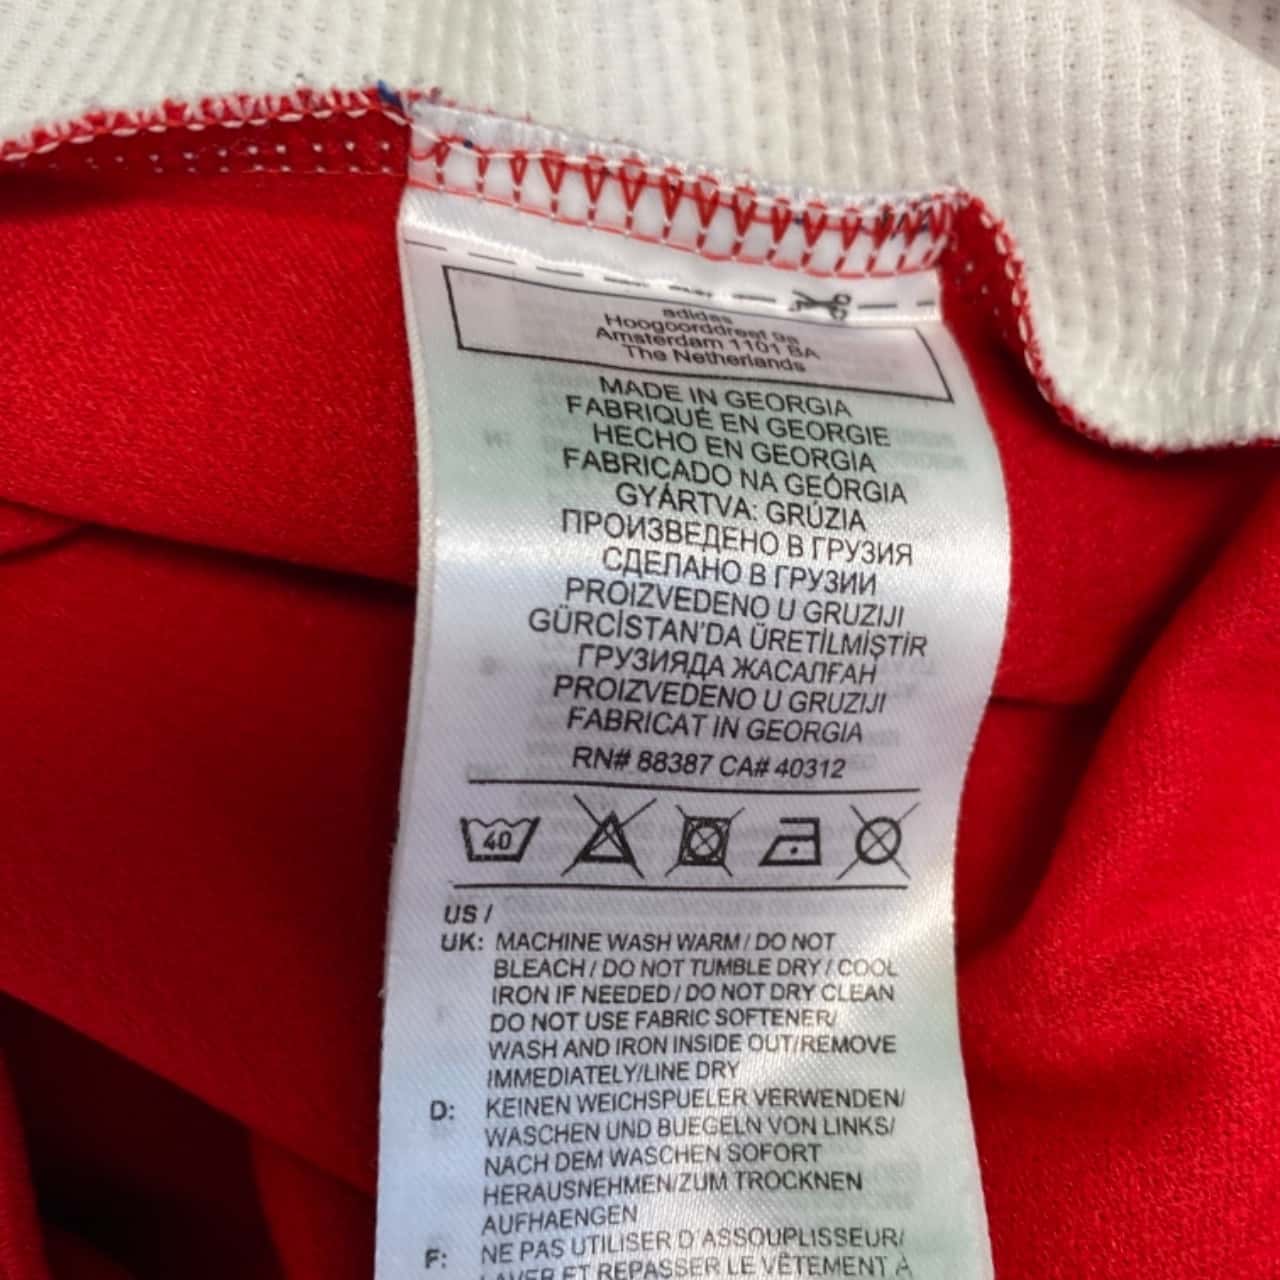 adidas
Hoogoorddreef 9a
Amsterdam 1101 BA
The Netherlands
MADE IN GEORGIA
FABRIQUÉ EN GEORGIE
HECHO EN GEORGIA
FABRICADO NA GEÓRGIA
GYÁRTVA: GRÚZIA
ПРОИЗВЕДЕНО В ГРУЗИЯ
СДЕЛАНО В ГРУЗИИ
PROIZVEDENO U GRUZIJI
GÜRCİSTAN'DA ÜRETİLMİŞTİR
ГРУЗИЯДА ЖАСАЛҒАН
PROIZVEDENO U GRUZIJI
FABRICAT IN GEORGIA
RN# 88387 CA# 40312
40
US /
UK: MACHINE WASH WARM / DO NOT
BLEACH / DO NOT TUMBLE DRY / COOL
IRON IF NEEDED / DO NOT DRY CLEAN
DO NOT USE FABRIC SOFTENER/
WASH AND IRON INSIDE OUT/REMOVE
IMMEDIATELY/LINE DRY
D: KEINEN WEICHSPUELER VERWENDEN/
WASCHEN UND BUEGELN VON LINKS/
NACH DEM WASCHEN SOFORT
HERAUSNEHMEN/ZUM TROCKNEN
AUFHAENGEN
F: NE PAS UTILISER D'ASSOUPLISSEUR/
LAVER ET REPASSER LE VÊTEMENT À